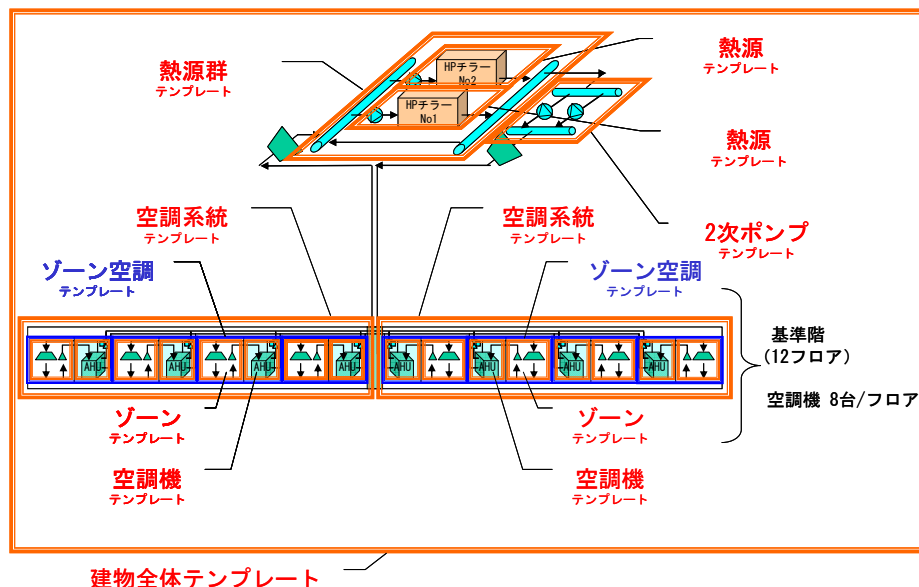 熱源群
テンプレート
HPチラー
No2
HPチラー
No1
熱源
テンプレート
熱源
テンプレート
2次ポンプ
テンプレート
空調系統
テンプレート
空調系統
テンプレート
ゾーン空調
テンプレート
ゾーン空調
テンプレート
AHU
AHU
AHU
AHU
AHU
AHU
AHU
AHU
基準階
(12フロア)
空調機 8台/フロア
ゾーン
テンプレート
ゾーン
テンプレート
空調機
テンプレート
空調機
テンプレート
建物全体テンプレート